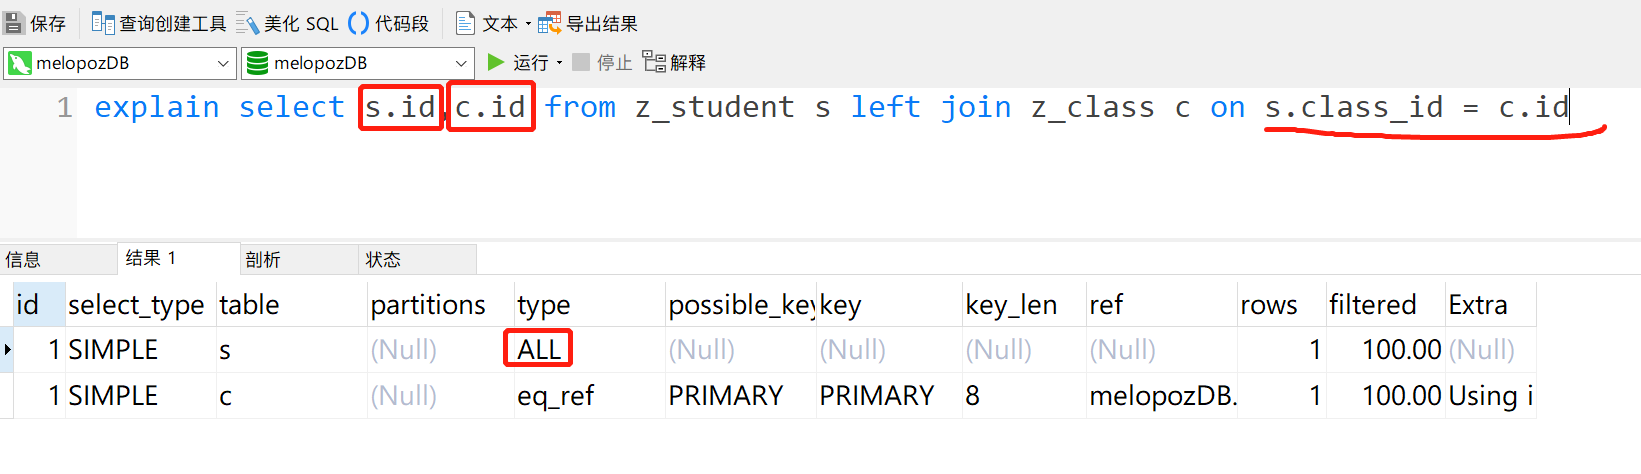 保存 查询创建工具 美化 SQL () 代码段 文本 导出结果
melopozDB melopozDB 运行 停止 解释
1 explain select s.id,c.id from z_student s left join z_class c on s.class_id = c.id
信息 结果 1 剖析 状态
id select_type table partitions type possible_key key key_len ref rows filtered Extra
1 SIMPLE s (Null) ALL (Null) (Null) (Null) (Null) 1 100.00 (Null)
1 SIMPLE c (Null) eq_ref PRIMARY PRIMARY 8 melopozDB. 1 100.00 Using i